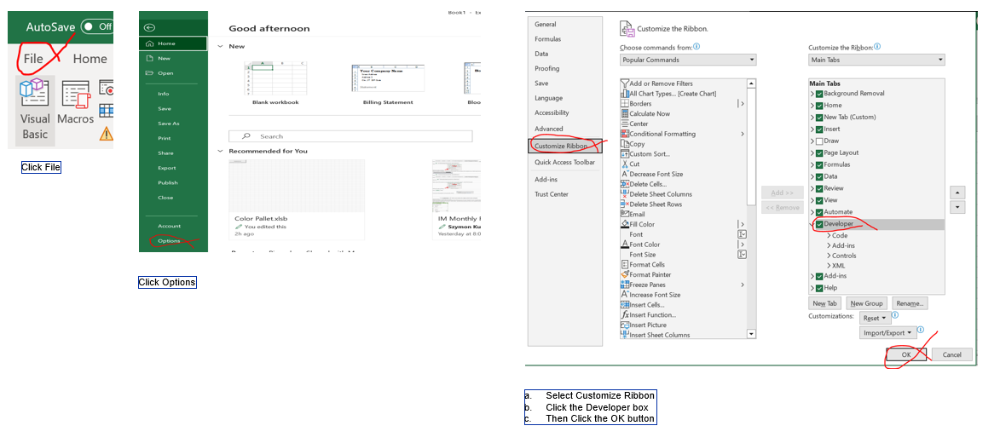 AutoSave Off
File Home
Visual Basic
Macros
Click File
Book1 - Ex
Good afternoon
Home
New
Open
Info
Save
Save As
Print
Share
Export
Publish
Close
Account
Options
New
Blank workbook
Your Company Name
Billing Statement
Bloo
Search
Recommended for You
Color Pallet.xlsb
You edited this
2h ago
IM Monthly
Szymon Ku
Yesterday at 8:0
Click Options
General
Formulas
Data
Proofing
Save
Language
Accessibility
Advanced
Customize Ribbon
Quick Access Toolbar
Add-ins
Trust Center
Customize the Ribbon.
Choose commands from:
Popular Commands
Add or Remove Filters
All Chart Types... [Create Chart]
Borders
Calculate Now
Center
Conditional Formatting
Copy
Custom Sort...
Cut
Decrease Font Size
Delete Cells...
Delete Sheet Columns
Delete Sheet Rows
Email
Fill Color
Font
Font Color
Font Size
Format Cells
Format Painter
Freeze Panes
Increase Font Size
Insert Cells...
Insert Function...
Insert Picture
Insert Sheet Columns
Add >>
<< Remove
Customize the Ribbon:
Main Tabs
Main Tabs
Background Removal
Home
New Tab (Custom)
Insert
Draw
Page Layout
Formulas
Data
Review
View
Automate
Developer
Code
Add-ins
Controls
XML
Add-ins
Help
New Tab New Group Rename...
Customizations: Reset
Import/Export
OK Cancel
a. Select Customize Ribbon
b. Click the Developer box
c. Then Click the OK button